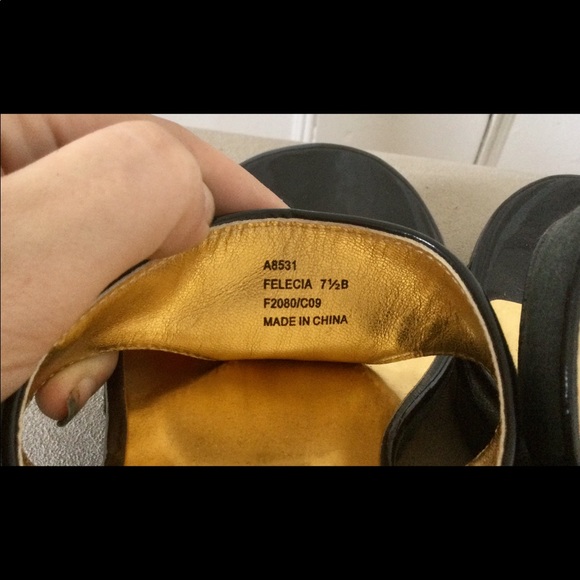 A8531
FELECIA 7½B
F2080/C09
MADE IN CHINA